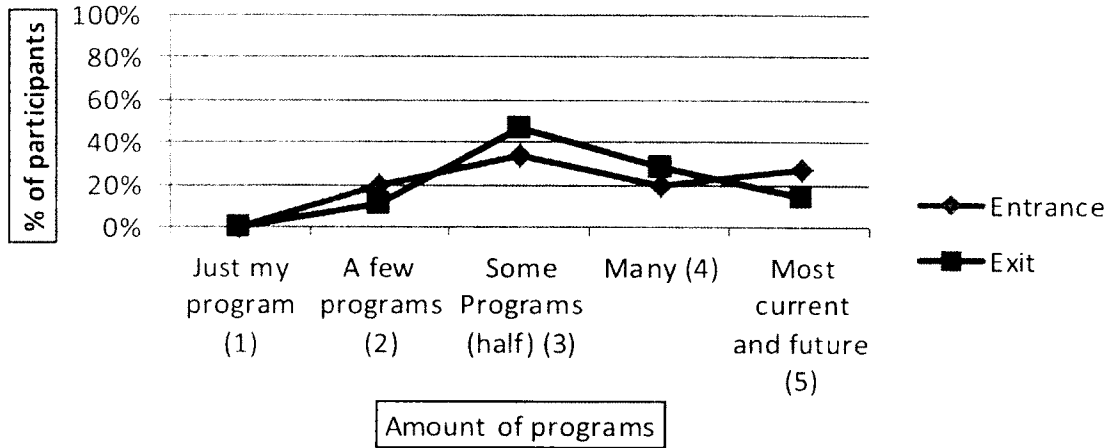 % of participants
100%
80%
60%
40%
20%
0%
Just my
program
(1)
A few
programs
(2)
Some
Programs
(half) (3)
Many (4)
Most
current
and future
(5)
Amount of programs
Entrance
Exit